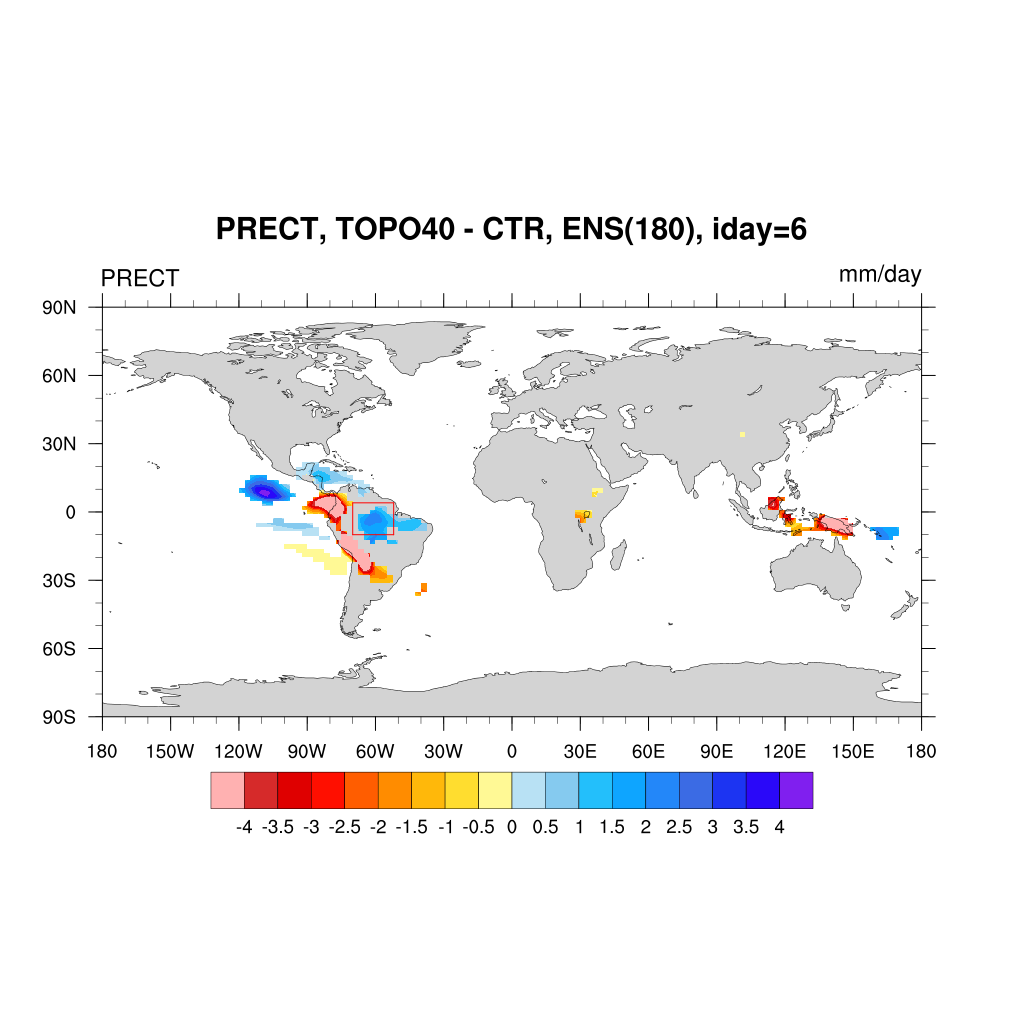 PRECT, TOPO40 - CTR, ENS(180), iday=6
PRECT mm/day
90N
60N
30N
0
30S
60S
90S
180 150W 120W 90W 60W 30W 0 30E 60E 90E 120E 150E 180
-4 -3.5 -3 -2.5 -2 -1.5 -1 -0.5 0 0.5 1 1.5 2 2.5 3 3.5 4